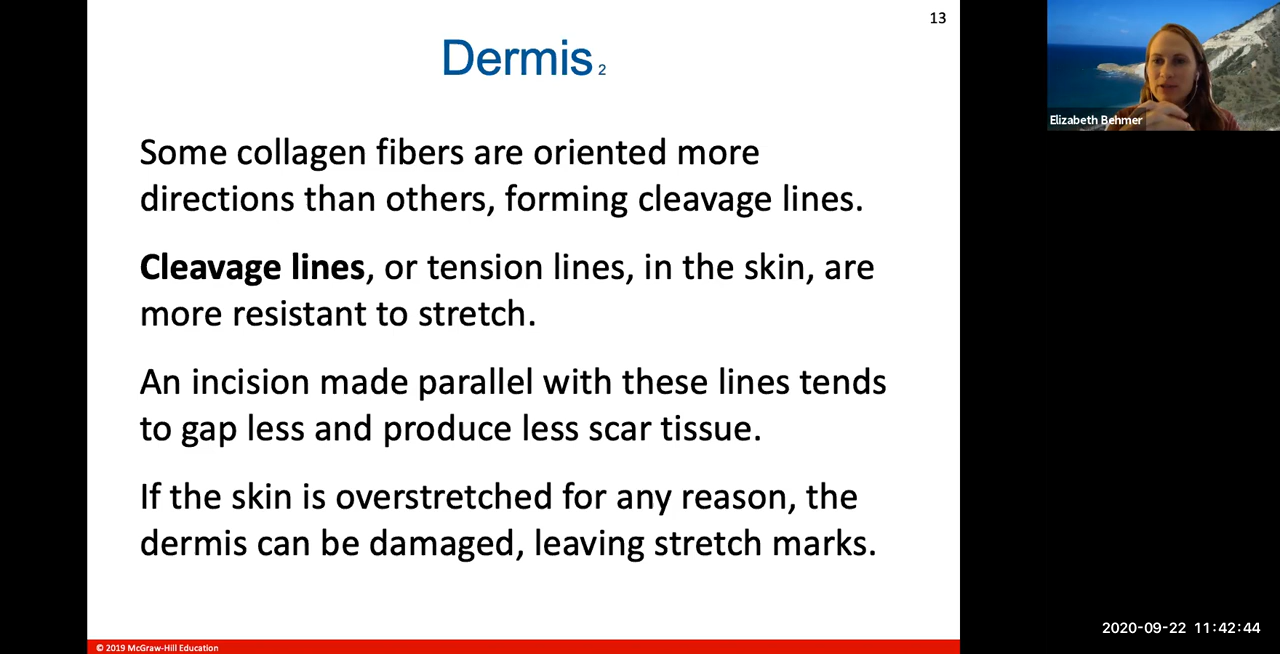 13
Dermis 2
Elizabeth Behmer
Some collagen fibers are oriented more
directions than others, forming cleavage lines.
Cleavage lines, or tension lines, in the skin, are
more resistant to stretch.
An incision made parallel with these lines tends
to gap less and produce less scar tissue.
If the skin is overstretched for any reason, the
dermis can be damaged, leaving stretch marks.
2020-09-22 11:42:44
© 2019 McGraw-Hill Education